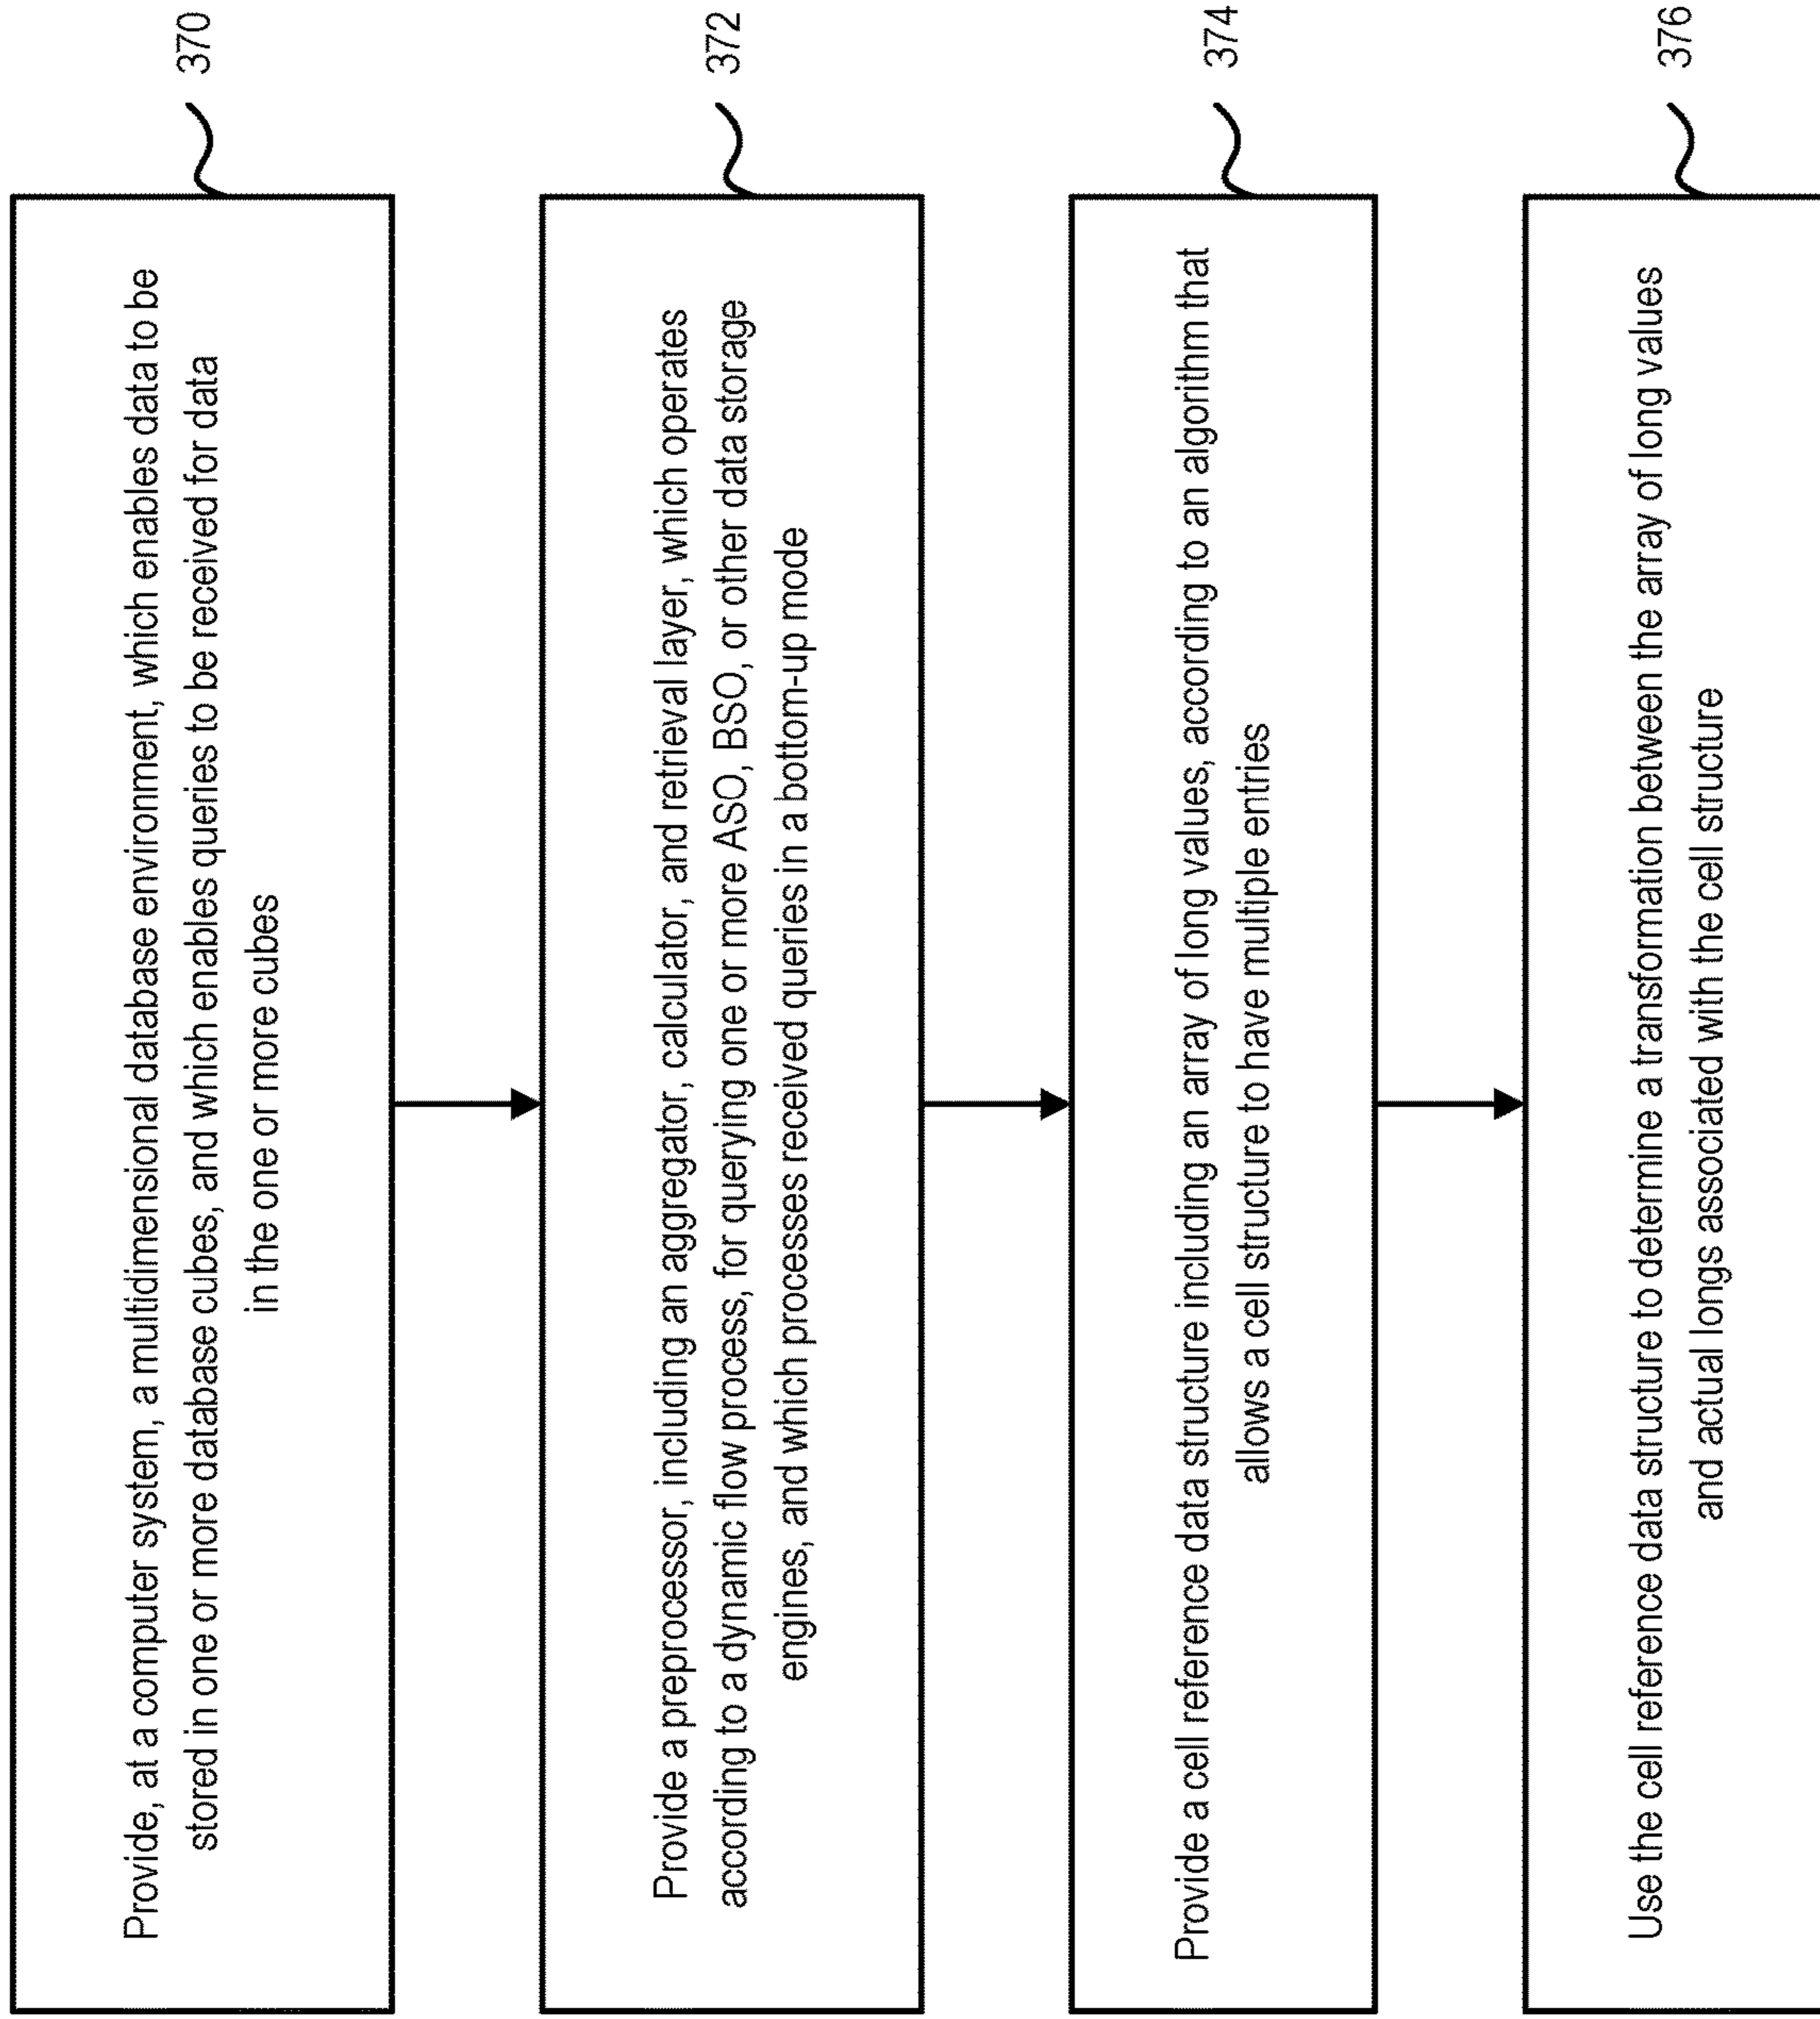 Provide, at a computer system, a multidimensional database environment, which enables data to be
stored in one or more database cubes, and which enables queries to be received for data
in the one or more cubes
370
Provide a preprocessor, including an aggregator, calculator, and retrieval layer, which operates
according to a dynamic flow process, for querying one or more ASO, BSO, or other data storage
engines, and which processes received queries in a bottom-up mode
372
Provide a cell reference data structure including an array of long values, according to an algorithm that
allows a cell structure to have multiple entries
374
Use the cell reference data structure to determine a transformation between the array of long values
and actual longs associated with the cell structure
376